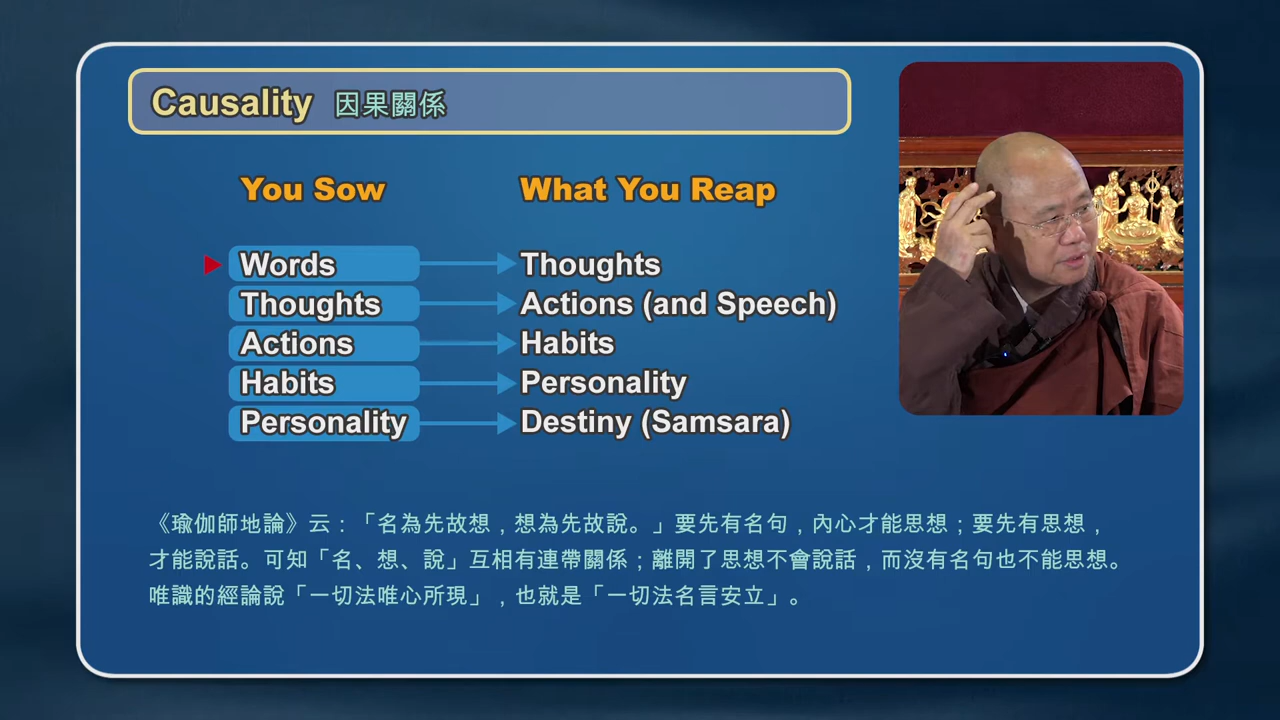 Causality 因果關係
You Sow What You Reap
Words Thoughts
Thoughts Actions (and Speech)
Actions Habits
Habits Personality
Personality Destiny (Samsara)
《瑜伽師地論》云：「名為先故想，想為先故說。」要先有名句，內心才能思想；要先有思想，
才能說話。可知「名、想、說」互相有連帶關係；離開了思想不會說話，而沒有名句也不能思想。
唯識的經論說「一切法唯心所現」，也就是「一切法名言安立」。